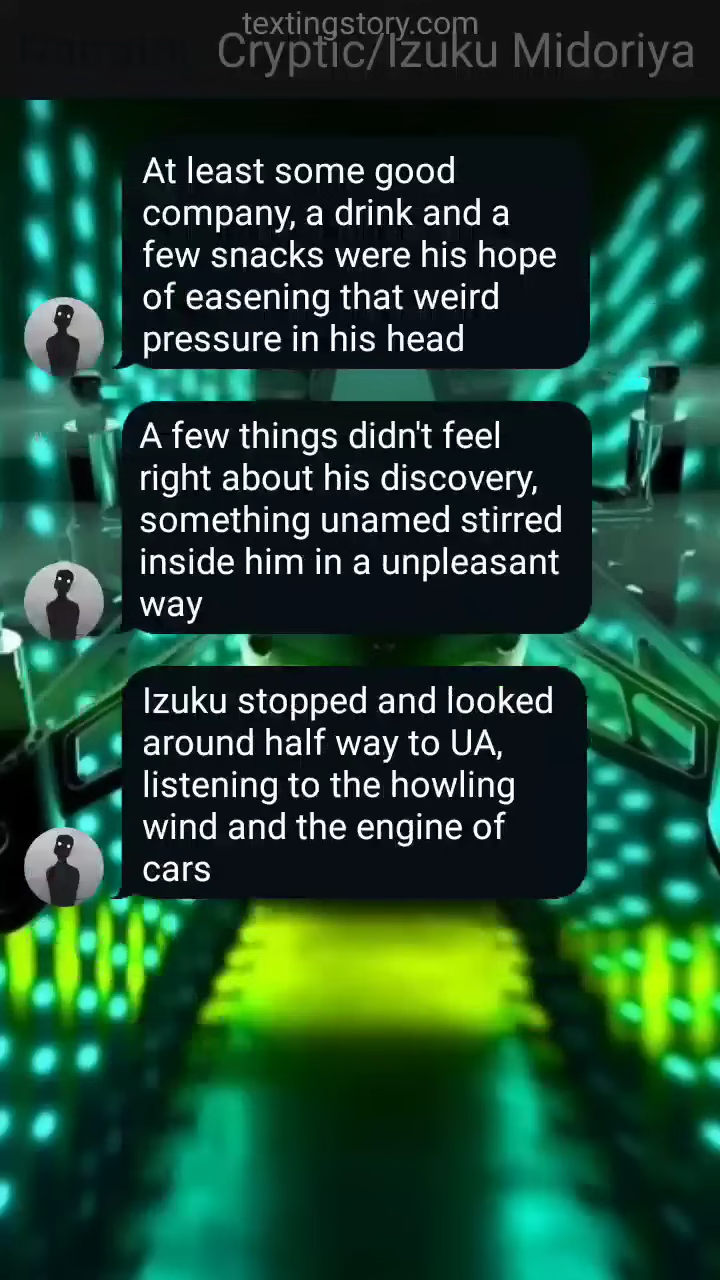 textingstory.com
Cryptic/Izuku Midoriya
At least some good
company, a drink and a
few snacks were his hope
of easening that weird
pressure in his head
A few things didn't feel
right about his discovery,
something unamed stirred
inside him in a unpleasant
way
Izuku stopped and looked
around half way to UA,
listening to the howling
wind and the engine of
cars